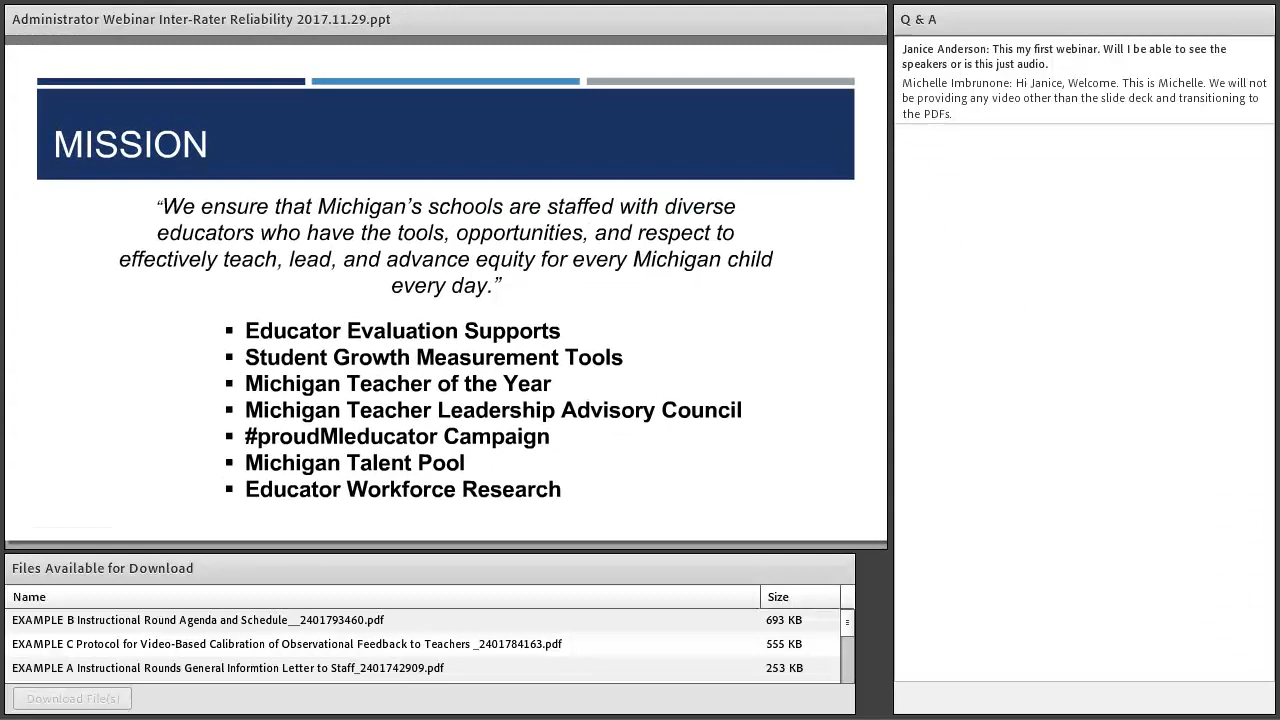 Administrator Webinar Inter-Rater Reliability 2017.11.29.ppt
MISSION
“We ensure that Michigan’s schools are staffed with diverse
educators who have the tools, opportunities, and respect to
effectively teach, lead, and advance equity for every Michigan child
every day.”
▪ Educator Evaluation Supports
▪ Student Growth Measurement Tools
▪ Michigan Teacher of the Year
▪ Michigan Teacher Leadership Advisory Council
▪ #proudMIeducator Campaign
▪ Michigan Talent Pool
▪ Educator Workforce Research
Files Available for Download
Name Size
EXAMPLE B Instructional Round Agenda and Schedule__2401793460.pdf 693 KB
EXAMPLE C Protocol for Video-Based Calibration of Observational Feedback to Teachers _2401784163.pdf 555 KB
EXAMPLE A Instructional Rounds General Informtion Letter to Staff_2401742909.pdf 253 KB
Download File(s)
Q & A
Janice Anderson: This my first webinar. Will I be able to see the
speakers or is this just audio.
Michelle Imbrunone: Hi Janice, Welcome. This is Michelle. We will not
be providing any video other than the slide deck and transitioning to
the PDFs.